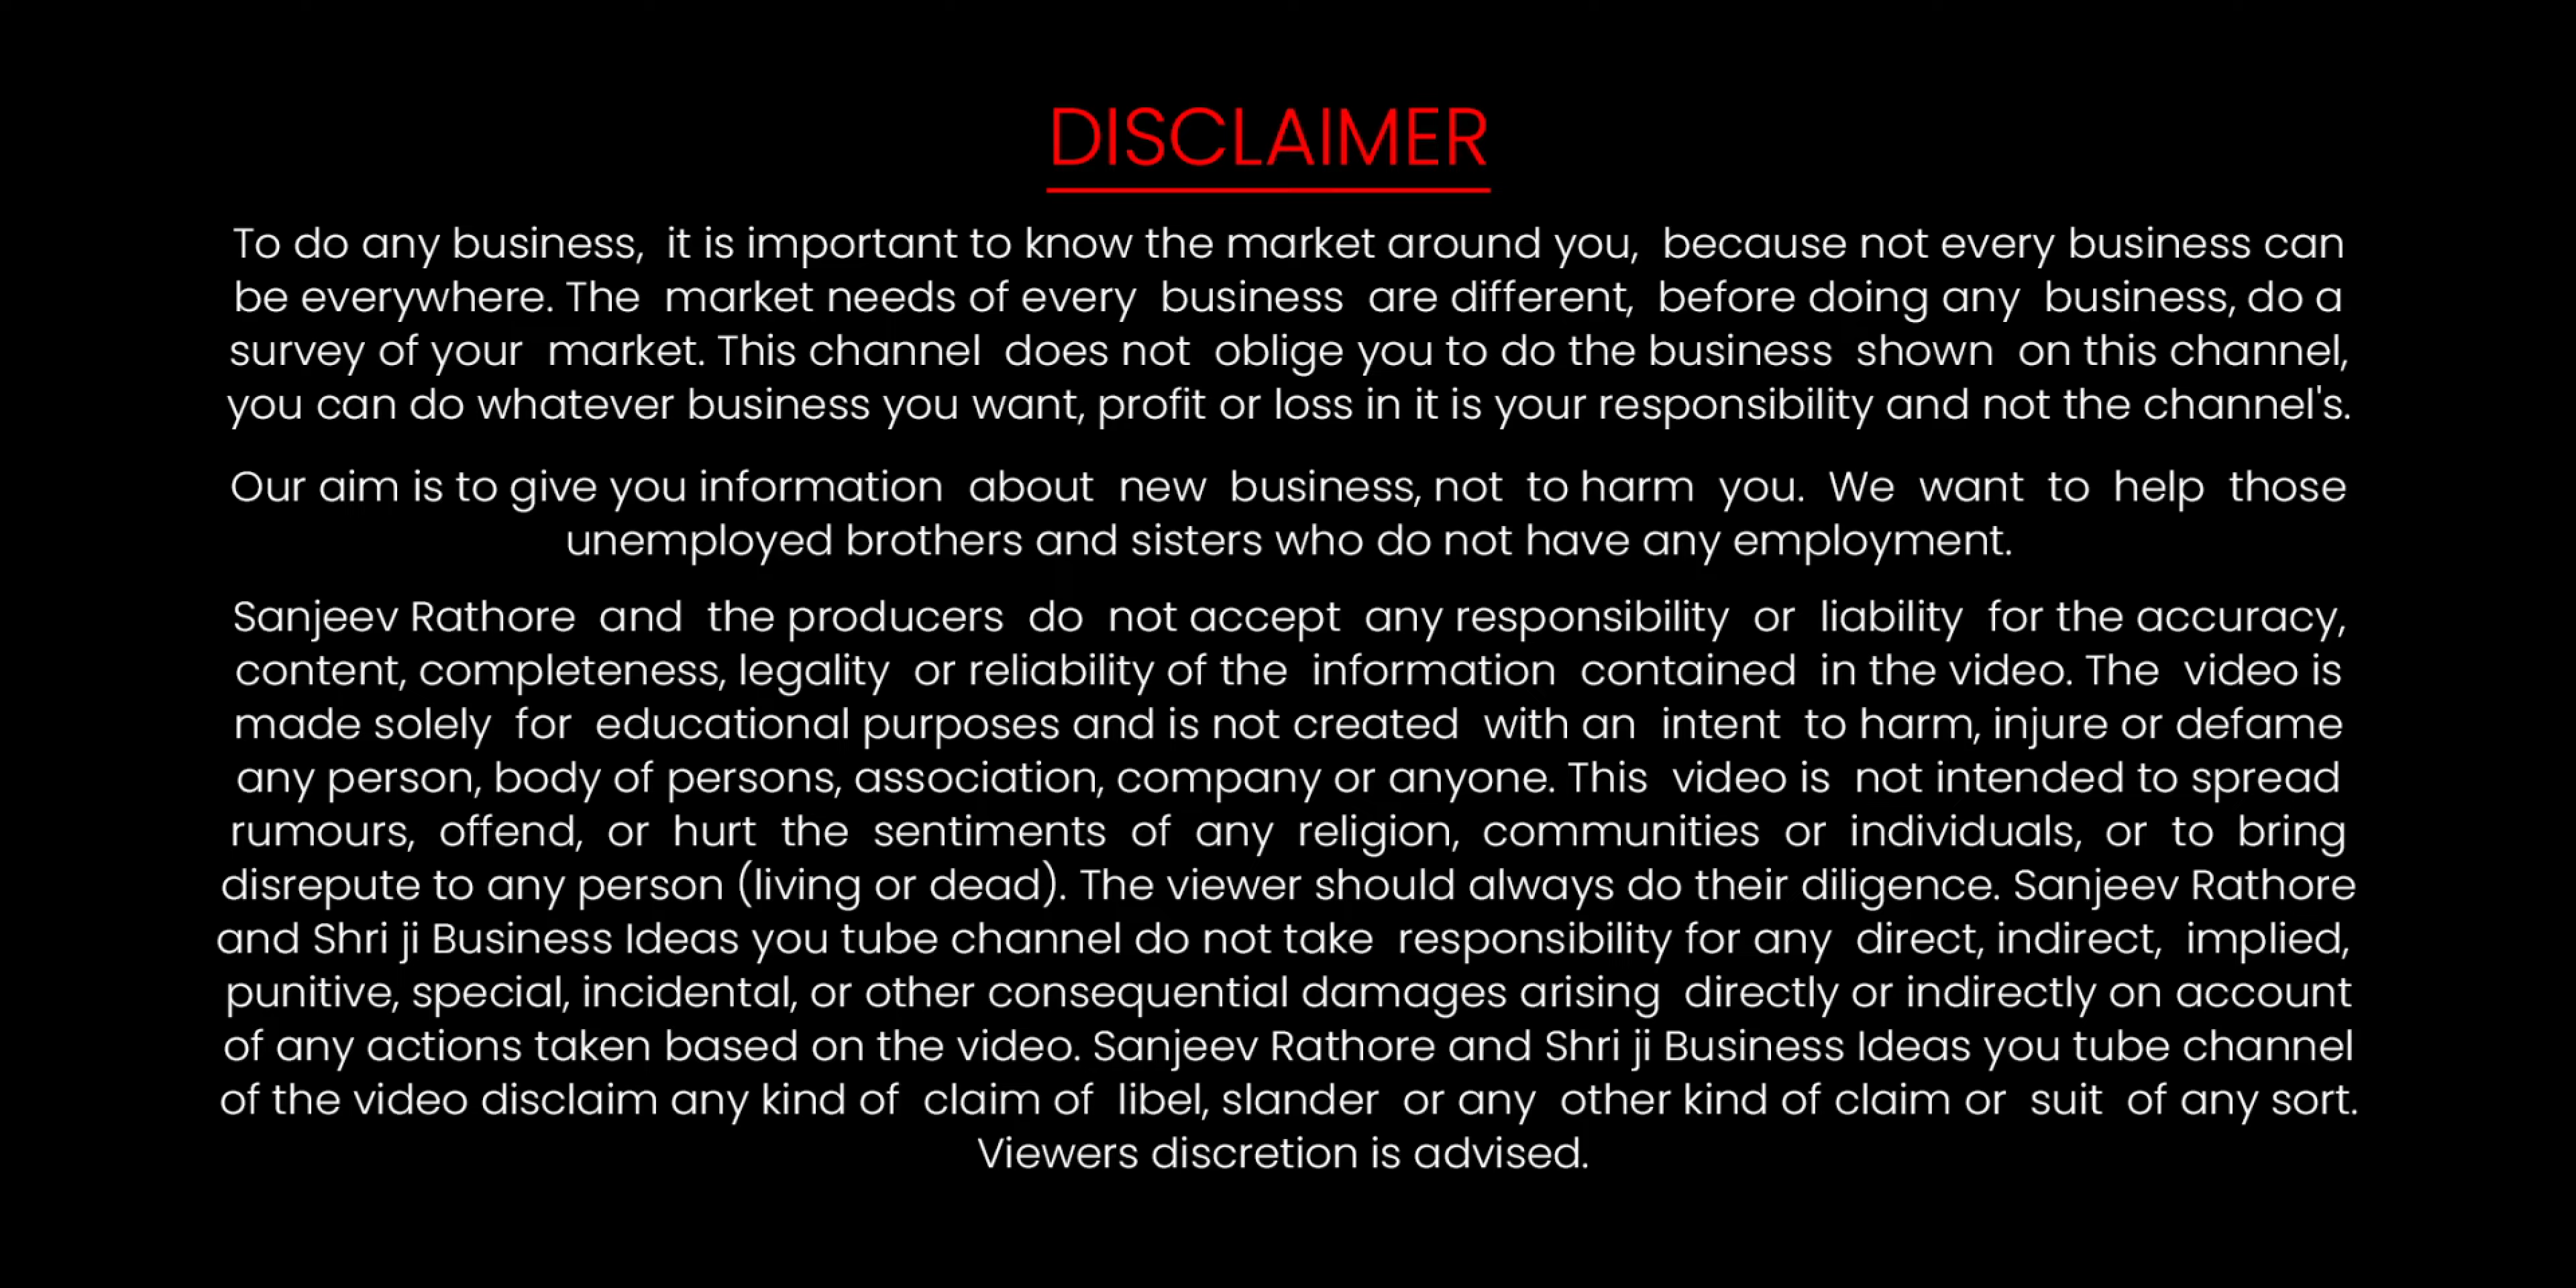 DISCLAIMER
To do any business, it is important to know the market around you, because not every business can
be everywhere. The market needs of every business are different, before doing any business, do a
survey of your market. This channel does not oblige you to do the business shown on this channel,
you can do whatever business you want, profit or loss in it is your responsibility and not the channel's.
Our aim is to give you information about new business, not to harm you. We want to help those
unemployed brothers and sisters who do not have any employment.
Sanjeev Rathore and the producers do not accept any responsibility or liability for the accuracy,
content, completeness, legality or reliability of the information contained in the video. The video is
made solely for educational purposes and is not created with an intent to harm, injure or defame
any person, body of persons, association, company or anyone. This video is not intended to spread
rumours, offend, or hurt the sentiments of any religion, communities or individuals, or to bring
disrepute to any person (living or dead). The viewer should always do their diligence. Sanjeev Rathore
and Shri ji Business Ideas you tube channel do not take responsibility for any direct, indirect, implied,
punitive, special, incidental, or other consequential damages arising directly or indirectly on account
of any actions taken based on the video. Sanjeev Rathore and Shri ji Business Ideas you tube channel
of the video disclaim any kind of claim of libel, slander or any other kind of claim or suit of any sort.
Viewers discretion is advised.